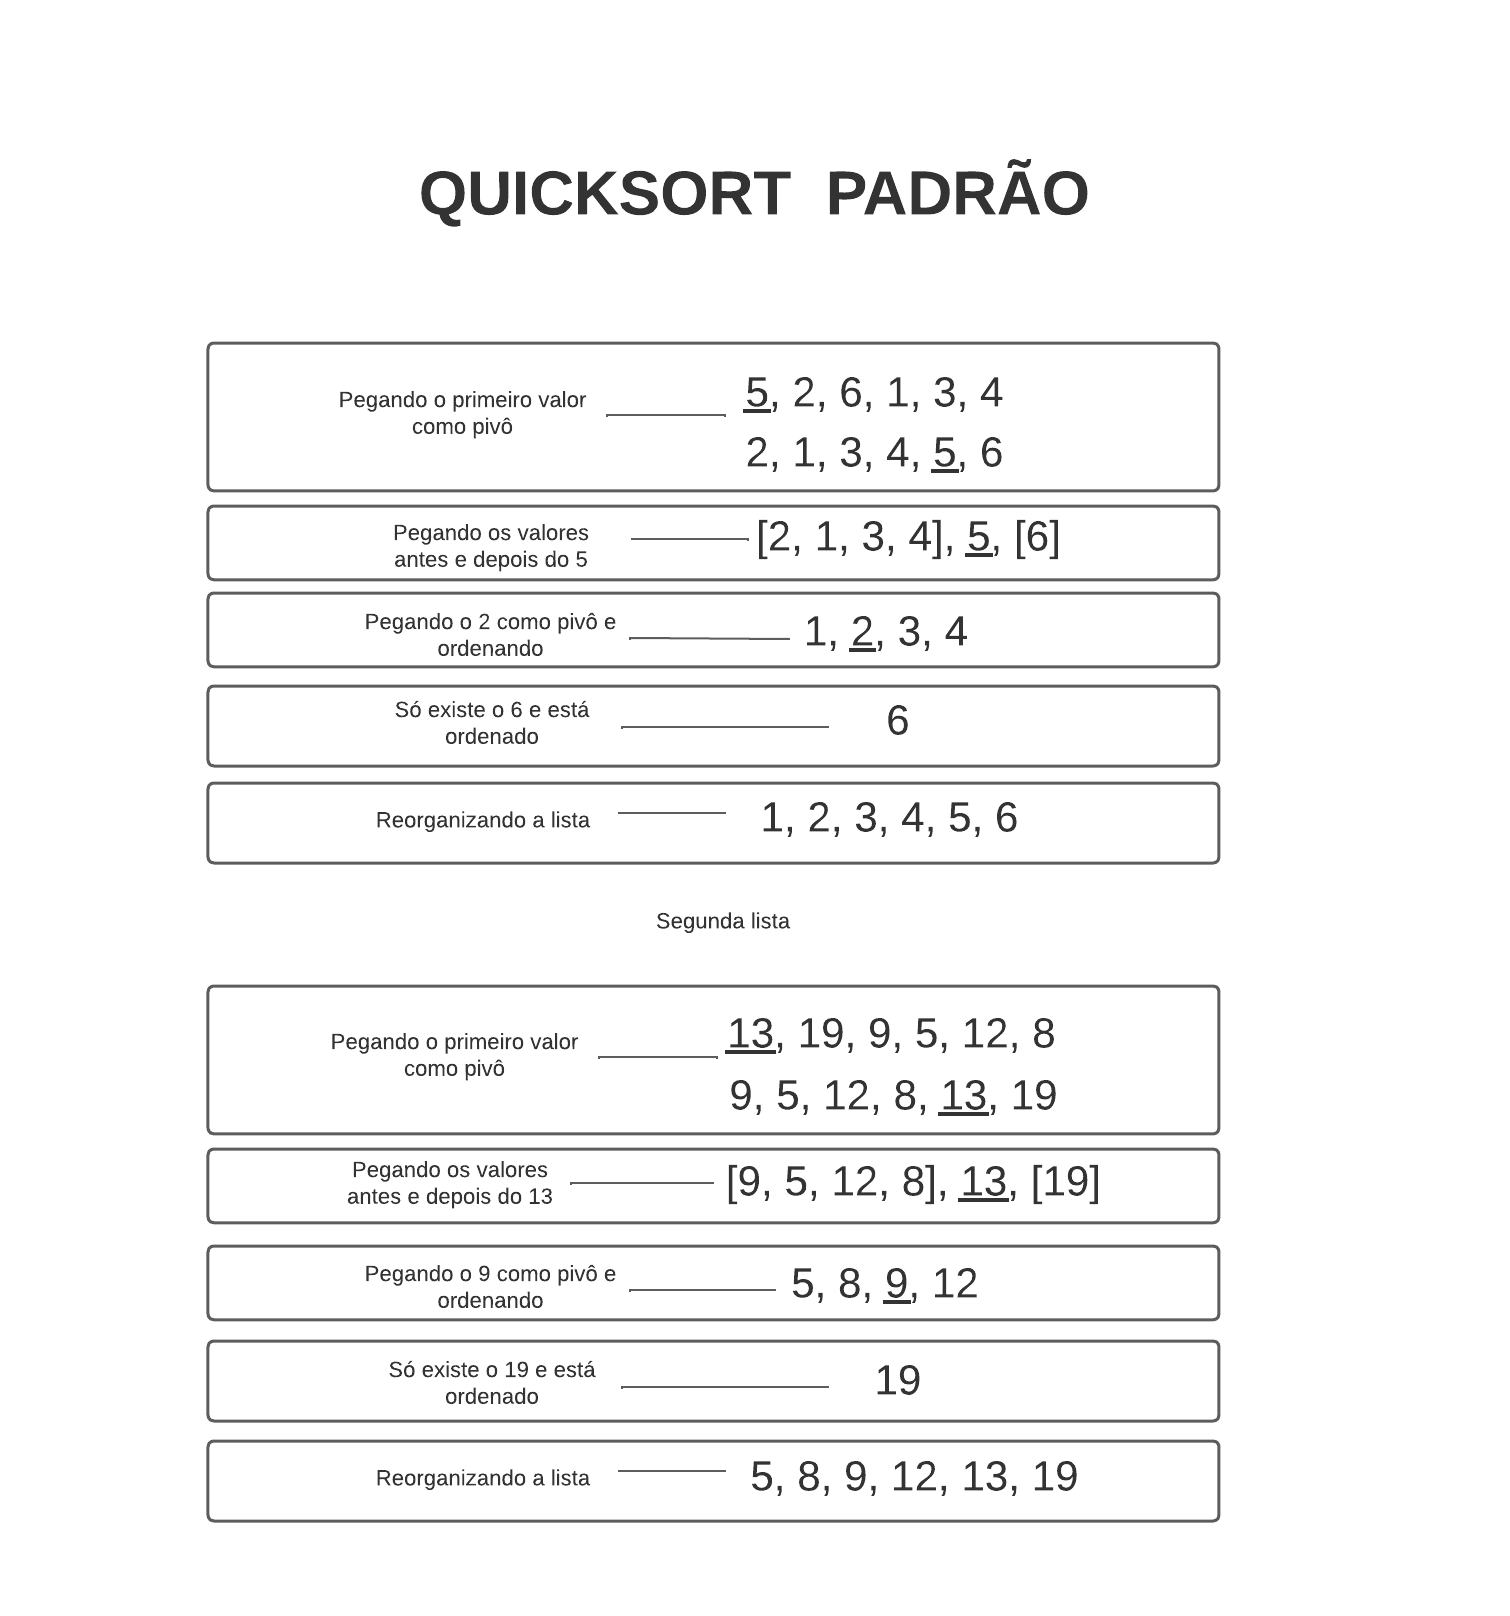 QUICKSORT PADRÃO
Pegando o primeiro valor
como pivô
5, 2, 6, 1, 3, 4
2, 1, 3, 4, 5, 6
Pegando os valores
antes e depois do 5
[2, 1, 3, 4], 5, [6]
Pegando o 2 como pivô e
ordenando
1, 2, 3, 4
Só existe o 6 e está
ordenado
6
Reorganizando a lista
1, 2, 3, 4, 5, 6
Segunda lista
Pegando o primeiro valor
como pivô
13, 19, 9, 5, 12, 8
9, 5, 12, 8, 13, 19
Pegando os valores
antes e depois do 13
[9, 5, 12, 8], 13, [19]
Pegando o 9 como pivô e
ordenando
5, 8, 9, 12
Só existe o 19 e está
ordenado
19
Reorganizando a lista
5, 8, 9, 12, 13, 19